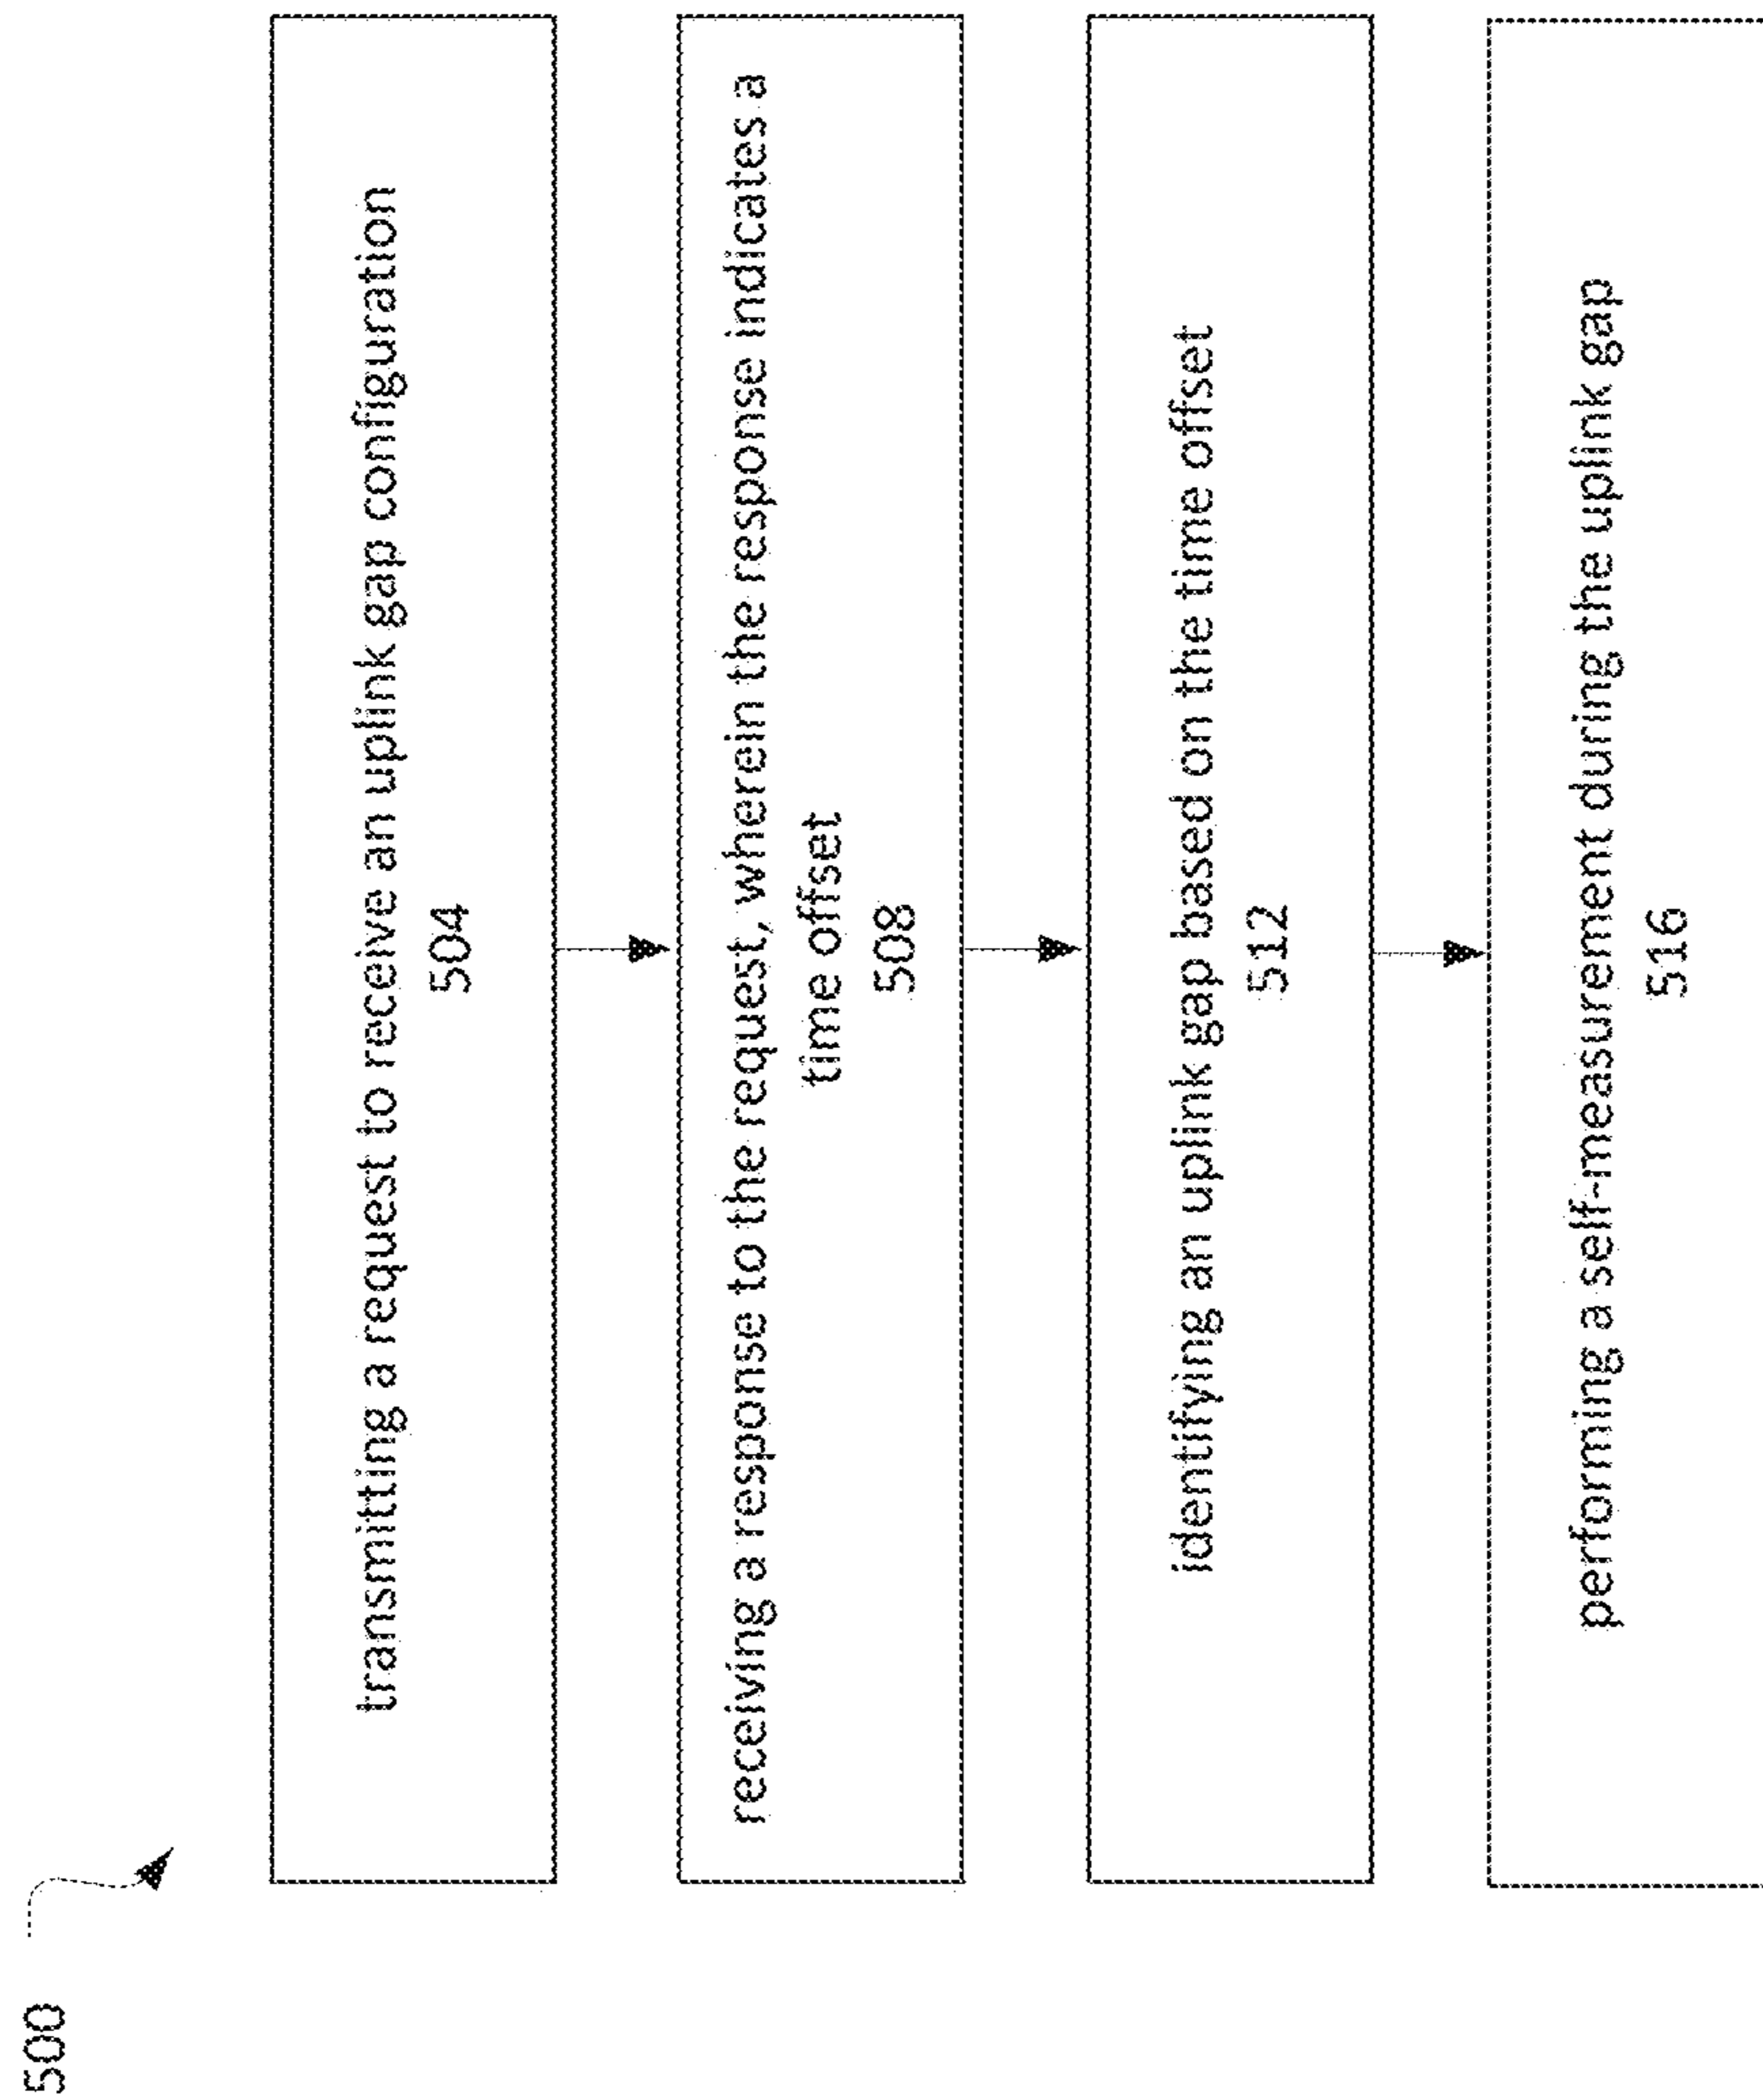 500
transmitting a request to receive an uplink gap configuration
504
receiving a response to the request, wherein the response indicates a
time offset
508
identifying an uplink gap based on the time offset
512
performing a self-measurement during the uplink gap
516